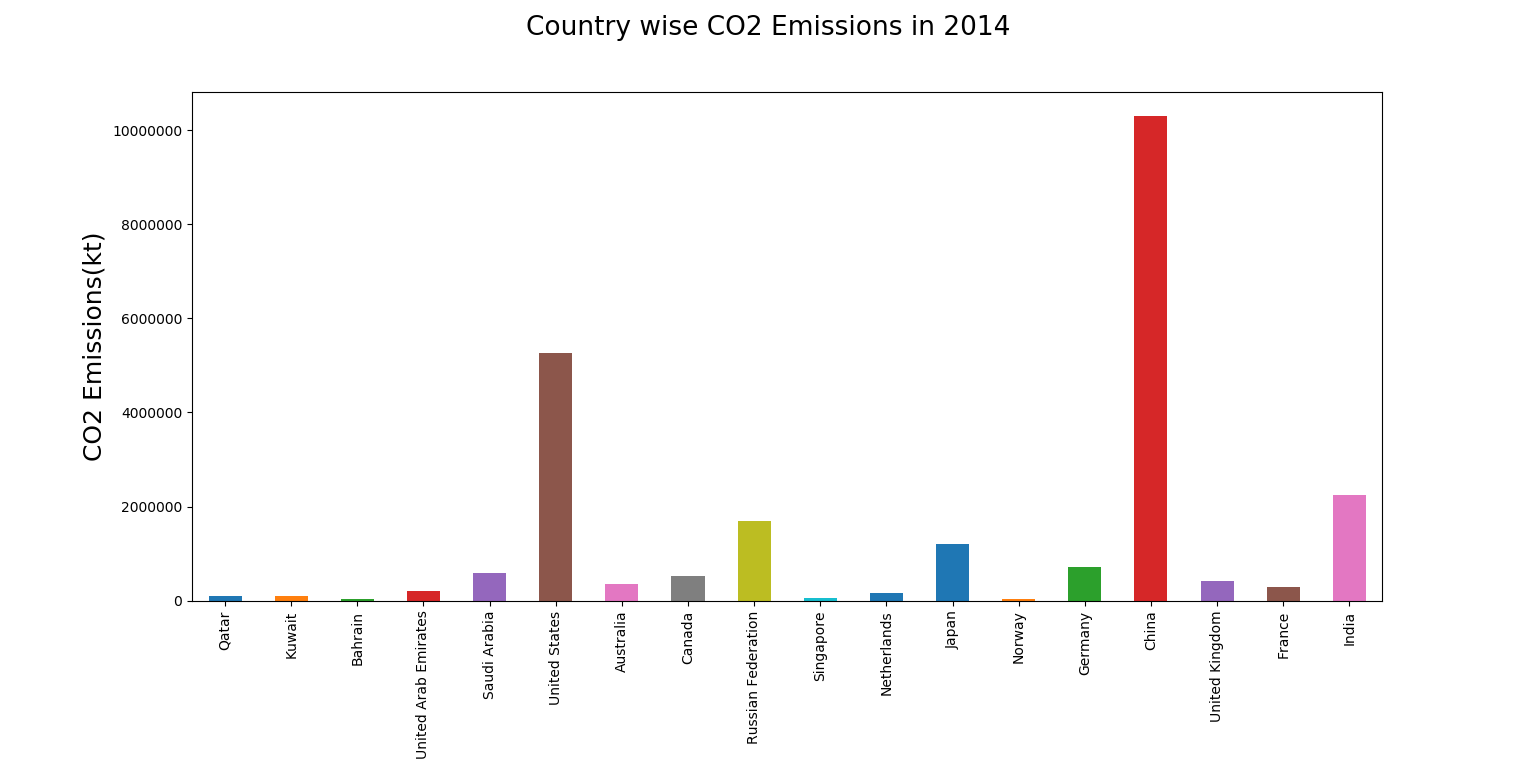 Country wise CO2 Emissions in 2014
CO2 Emissions(kt)
10000000
8000000
6000000
4000000
2000000
0
Qatar
Kuwait
Bahrain
United Arab Emirates
Saudi Arabia
United States
Australia
Canada
Russian Federation
Singapore
Netherlands
Japan
Norway
Germany
China
United Kingdom
France
India